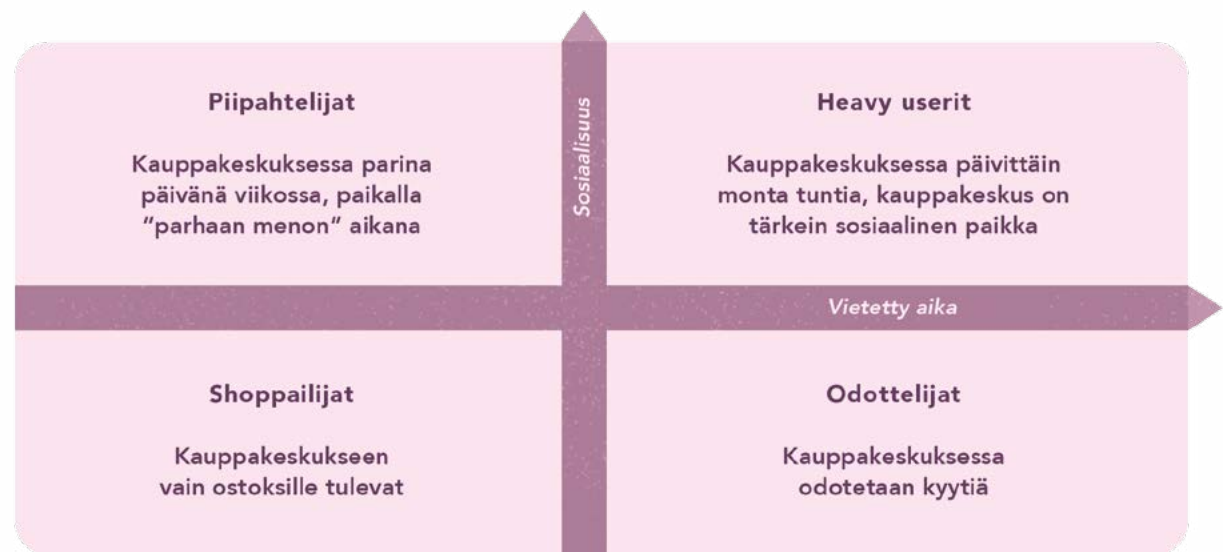 Piipahtelijat
Kauppakeskuksessa parina
päivänä viikossa, paikalla
"parhaan menon" aikana
Sosiaalisuus
Heavy userit
Kauppakeskuksessa päivittäin
monta tuntia, kauppakeskus on
tärkein sosiaalinen paikka
Vietetty aika
Shoppailijat
Kauppakeskukseen
vain ostoksille tulevat
Odottelijat
Kauppakeskuksessa
odotetaan kyytiä